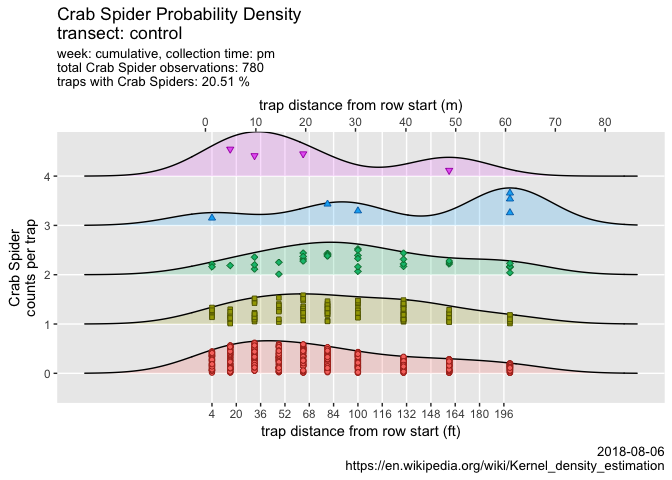 Crab Spider Probability Density
transect: control
week: cumulative, collection time: pm
total Crab Spider observations: 780
traps with Crab Spiders: 20.51 %
trap distance from row start (m)
0 10 20 30 40 50 60 70 80
4
3
2
1
0
Crab Spider
counts per trap
4 20 36 52 68 84 100 116 132 148 164 180 196
trap distance from row start (ft)
2018-08-06
https://en.wikipedia.org/wiki/Kernel_density_estimation